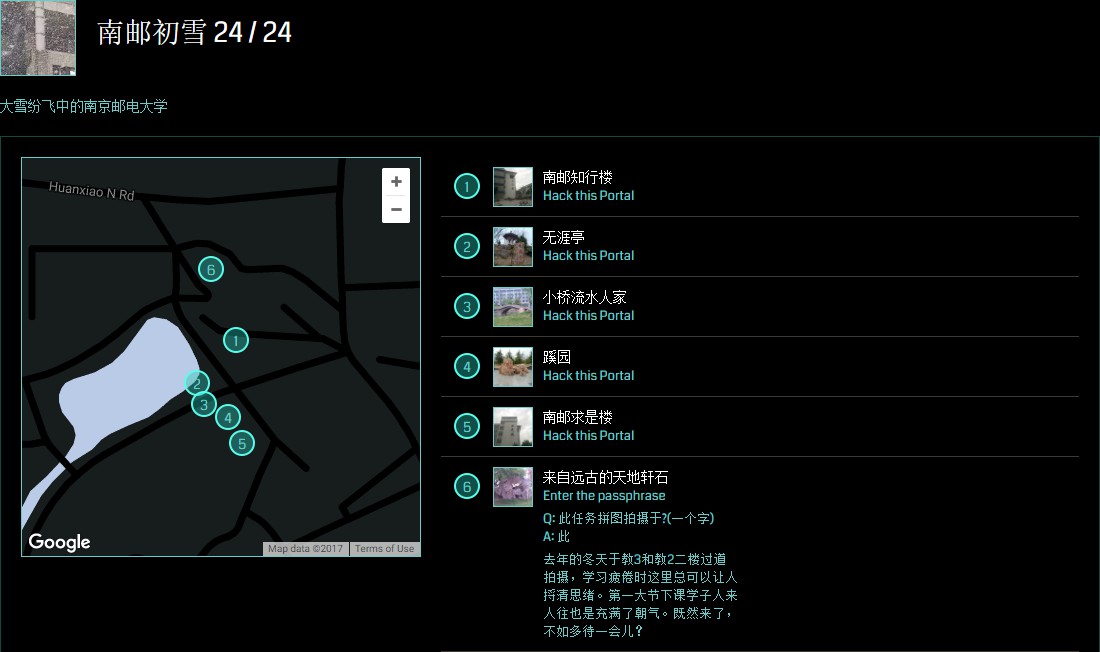 南邮初雪 24 / 24
大雪纷飞中的南京邮电大学
Huanxiao N Rd
+
−
6
1
2
3
4
5
Google
Map data ©2017
Terms of Use
1
南邮知行楼
Hack this Portal
2
无涯亭
Hack this Portal
3
小桥流水人家
Hack this Portal
4
蹊园
Hack this Portal
5
南邮求是楼
Hack this Portal
6
来自远古的天地轩石
Enter the passphrase
Q: 此任务拼图拍摄于?(一个字)
A: 此
去年的冬天于教3和教2二楼过道
拍摄，学习疲倦时这里总可以让人
捋清思绪。第一大节下课学子人来
人往也是充满了朝气。既然来了，
不如多待一会儿？